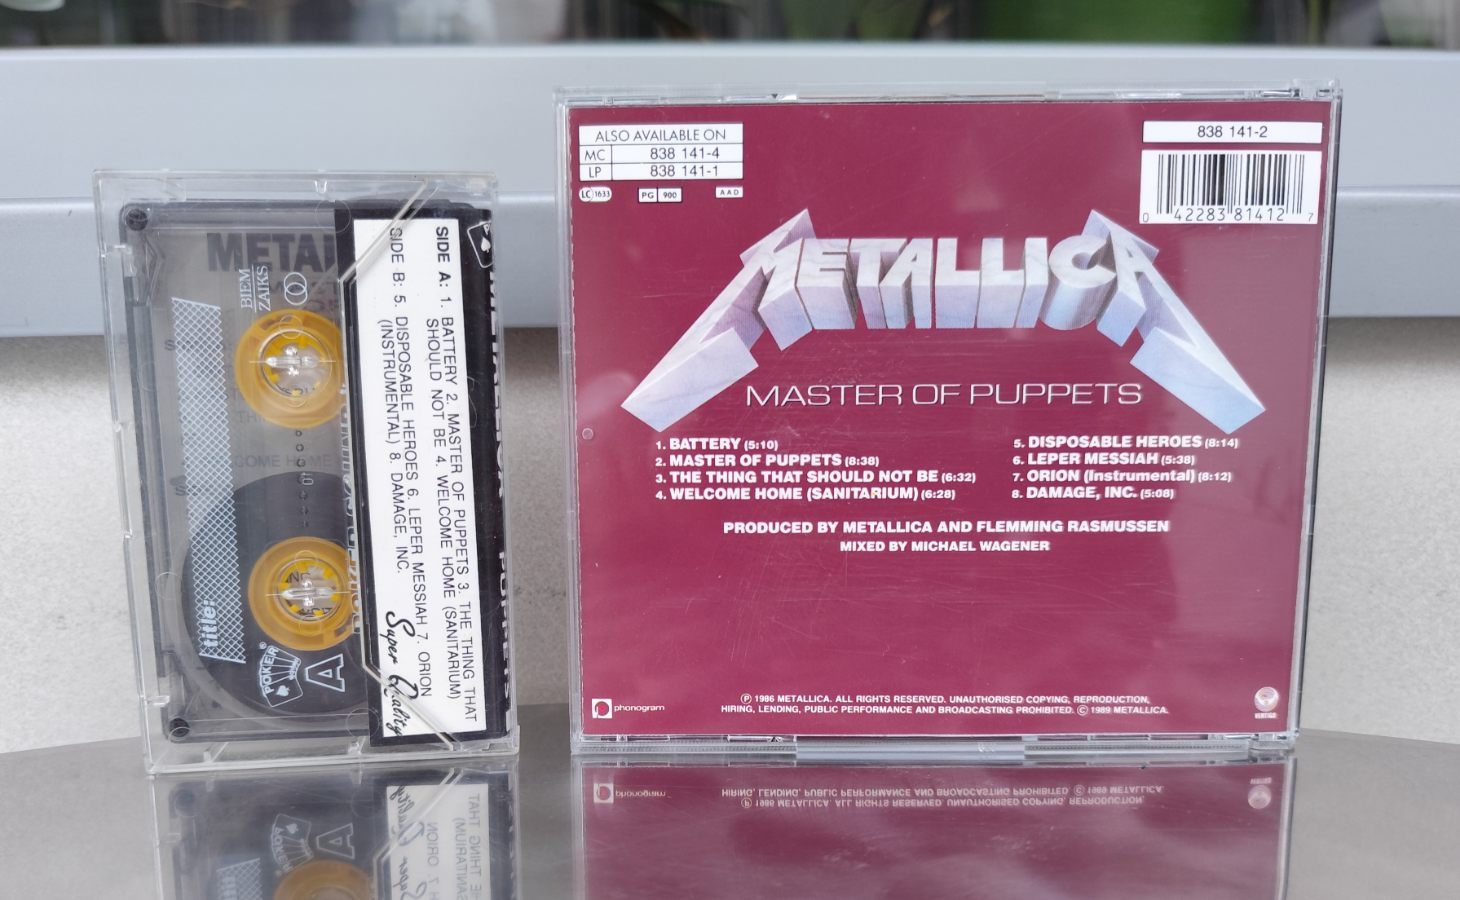 METAL
BIEM
ZAIKS
title:
POKER®
A
SIDE A: 1. BATTERY 2. MASTER OF PUPPETS 3. THE THING THAT
SHOULD NOT BE 4. WELCOME HOME (SANITARIUM)
SIDE B: 5. DISPOSABLE HEROES 6. LEPER MESSIAH 7. ORION
(INSTRUMENTAL) 8. DAMAGE, INC.
Super Quality
ALSO AVAILABLE ON
MC 838 141-4
LP 838 141-1
LC 1633 PG 900 AAD
838 141-2
0 42283 81412 7
METALLICA
MASTER OF PUPPETS
1. BATTERY (5:10)
2. MASTER OF PUPPETS (8:38)
3. THE THING THAT SHOULD NOT BE (6:32)
4. WELCOME HOME (SANITARIUM) (6:28)
5. DISPOSABLE HEROES (8:14)
6. LEPER MESSIAH (5:38)
7. ORION (Instrumental) (8:12)
8. DAMAGE, INC. (5:08)
PRODUCED BY METALLICA AND FLEMMING RASMUSSEN
MIXED BY MICHAEL WAGENER
phonogram
Ⓟ 1986 METALLICA. ALL RIGHTS RESERVED. UNAUTHORISED COPYING, REPRODUCTION,
HIRING, LENDING, PUBLIC PERFORMANCE AND BROADCASTING PROHIBITED. © 1989 METALLICA.
VERTIGO